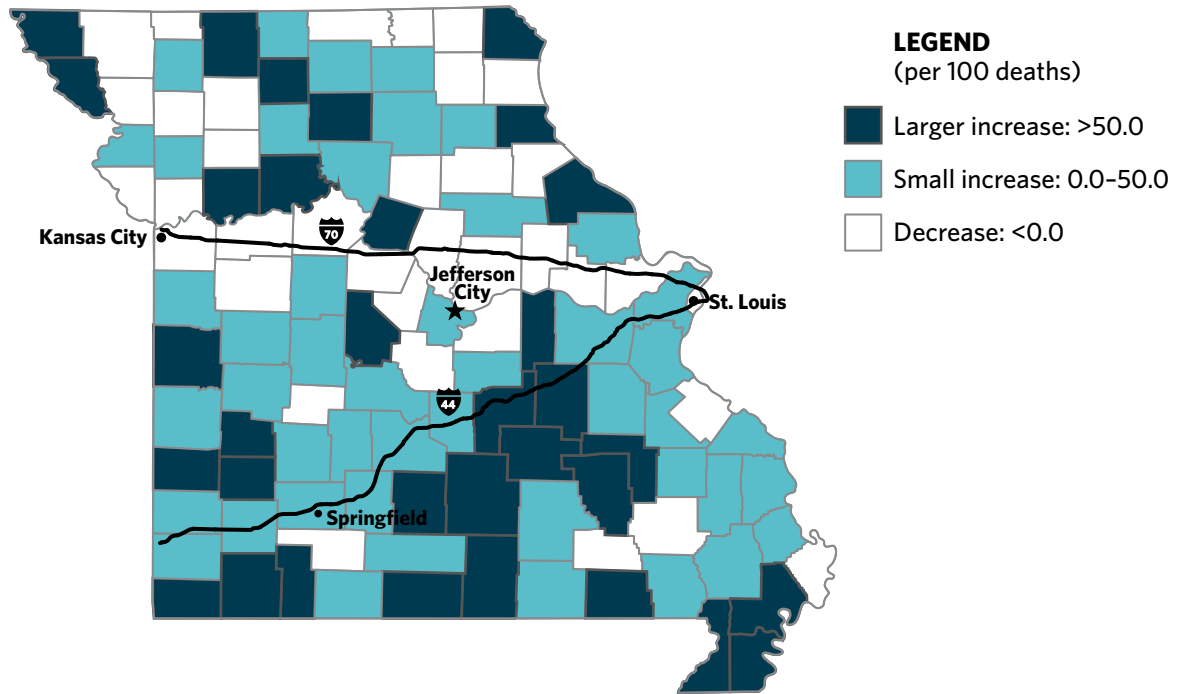 LEGEND
(per 100 deaths)
Larger increase: >50.0
Small increase: 0.0–50.0
Decrease: <0.0
70
Kansas City
Jefferson
City
St. Louis
44
Springfield